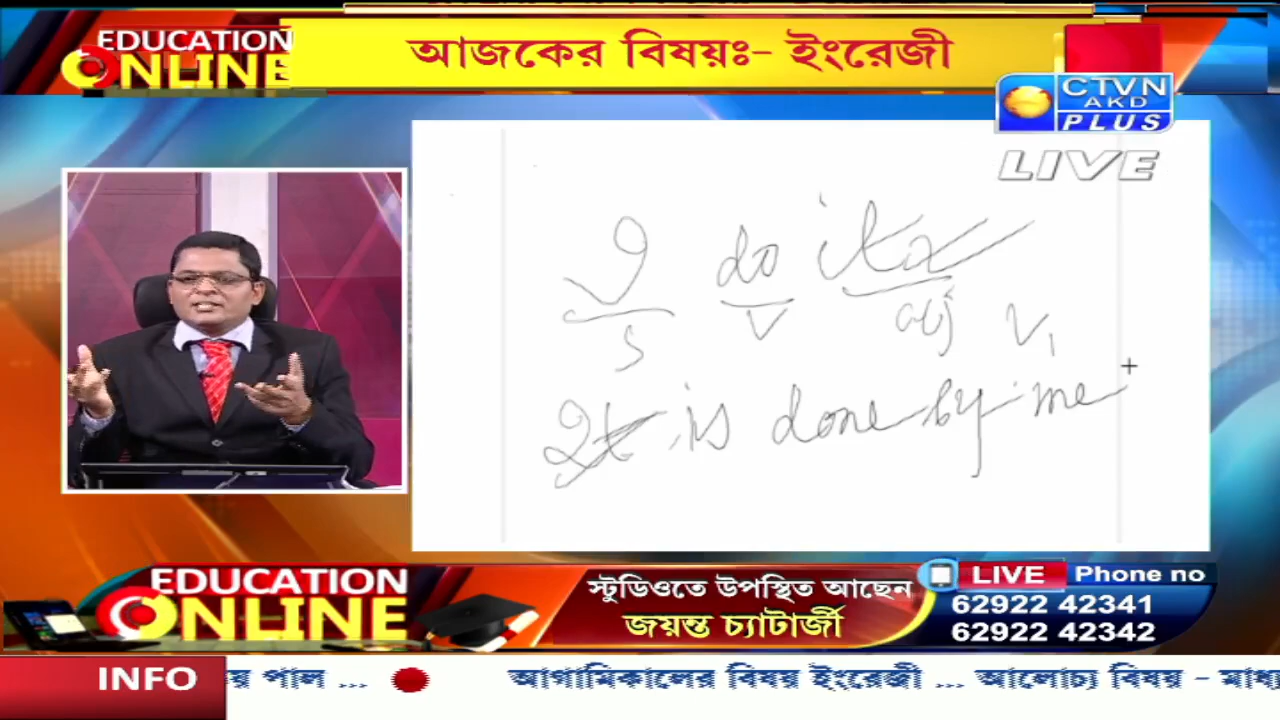 EDUCATION
ONLINE
আজকের বিষয়ঃ- ইংরেজী
CTVN
AKD
PLUS
LIVE
I do it
S V obj V1
It is done by me
EDUCATION
ONLINE
স্টুডিওতে উপস্থিত আছেন
জয়ন্ত চ্যাটার্জী
LIVE Phone no
62922 42341
62922 42342
INFO পাল ... আগামিকালের বিষয় ইংরেজী ... আলোচ্য বিষয় -